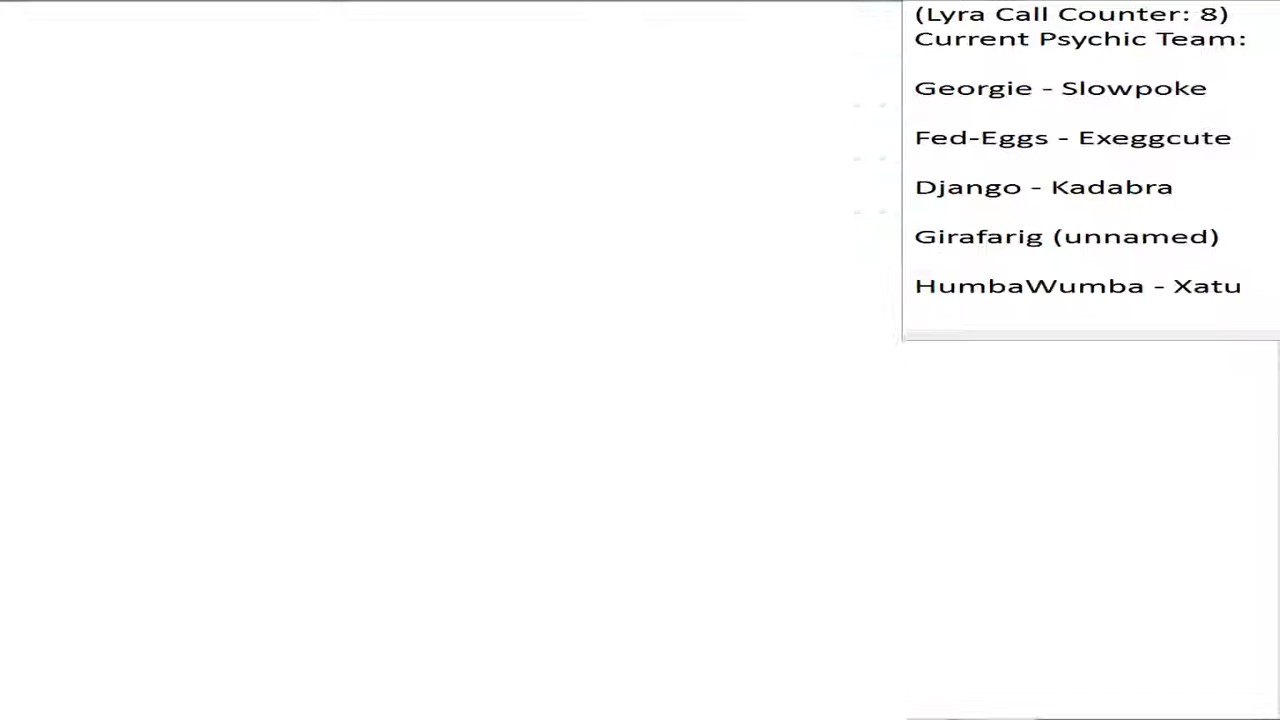 (Lyra Call Counter: 8)
Current Psychic Team:
Georgie - Slowpoke
Fed-Eggs - Exeggcute
Django - Kadabra
Girafarig (unnamed)
HumbaWumba - Xatu